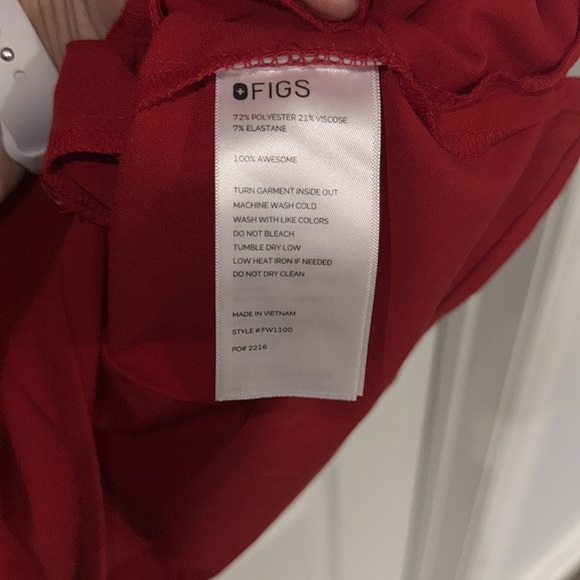 FIGS
72% POLYESTER 21% VISCOSE
7% ELASTANE
100% AWESOME
TURN GARMENT INSIDE OUT
MACHINE WASH COLD
WASH WITH LIKE COLORS
DO NOT BLEACH
TUMBLE DRY LOW
LOW HEAT IRON IF NEEDED
DO NOT DRY CLEAN
MADE IN VIETNAM
STYLE #:FW1100
PO# 2216